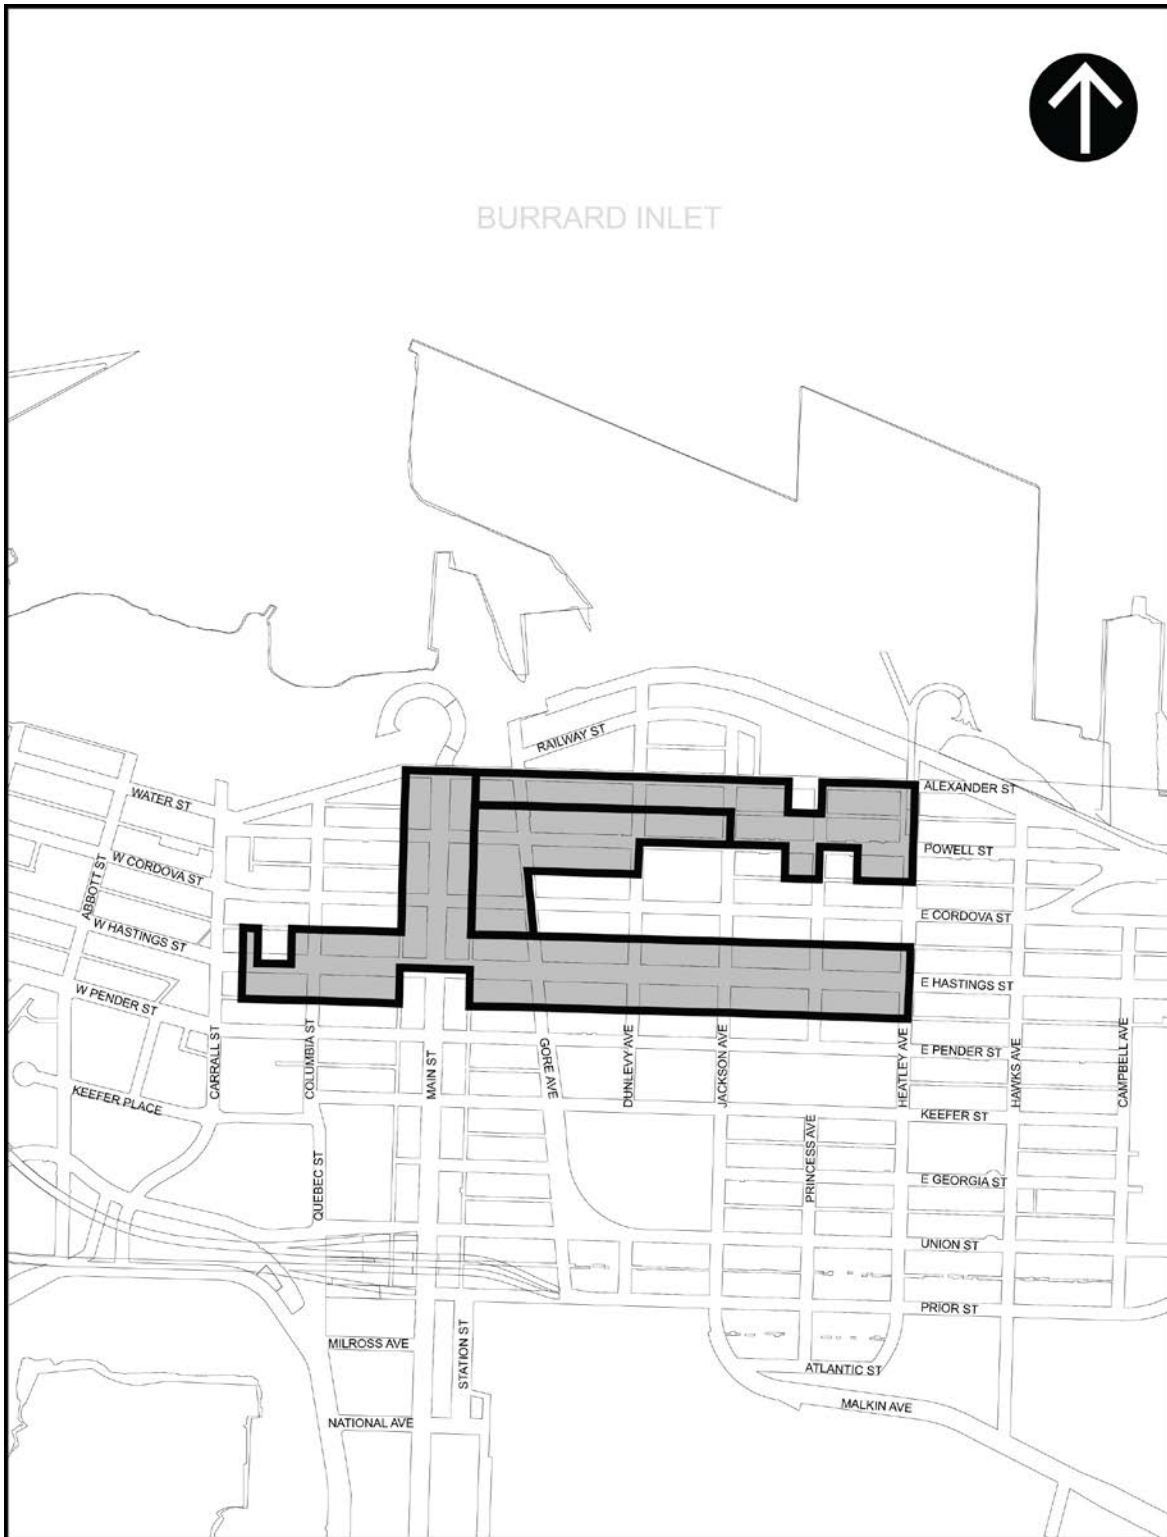 BURRARD INLET
RAILWAY ST
WATER ST
ALEXANDER ST
W CORDOVA ST
POWELL ST
ABBOTT ST
W HASTINGS ST
E CORDOVA ST
W PENDER ST
E HASTINGS ST
CARRALL ST
COLUMBIA ST
MAIN ST
GORE AVE
DUNLEVY AVE
JACKSON AVE
HEATLEY AVE
E PENDER ST
HAWKS AVE
CAMPBELL AVE
KEEFER PLACE
KEEFER ST
PRINCESS AVE
QUEBEC ST
E GEORGIA ST
UNION ST
PRIOR ST
MILROSS AVE
STATION ST
ATLANTIC ST
MALKIN AVE
NATIONAL AVE